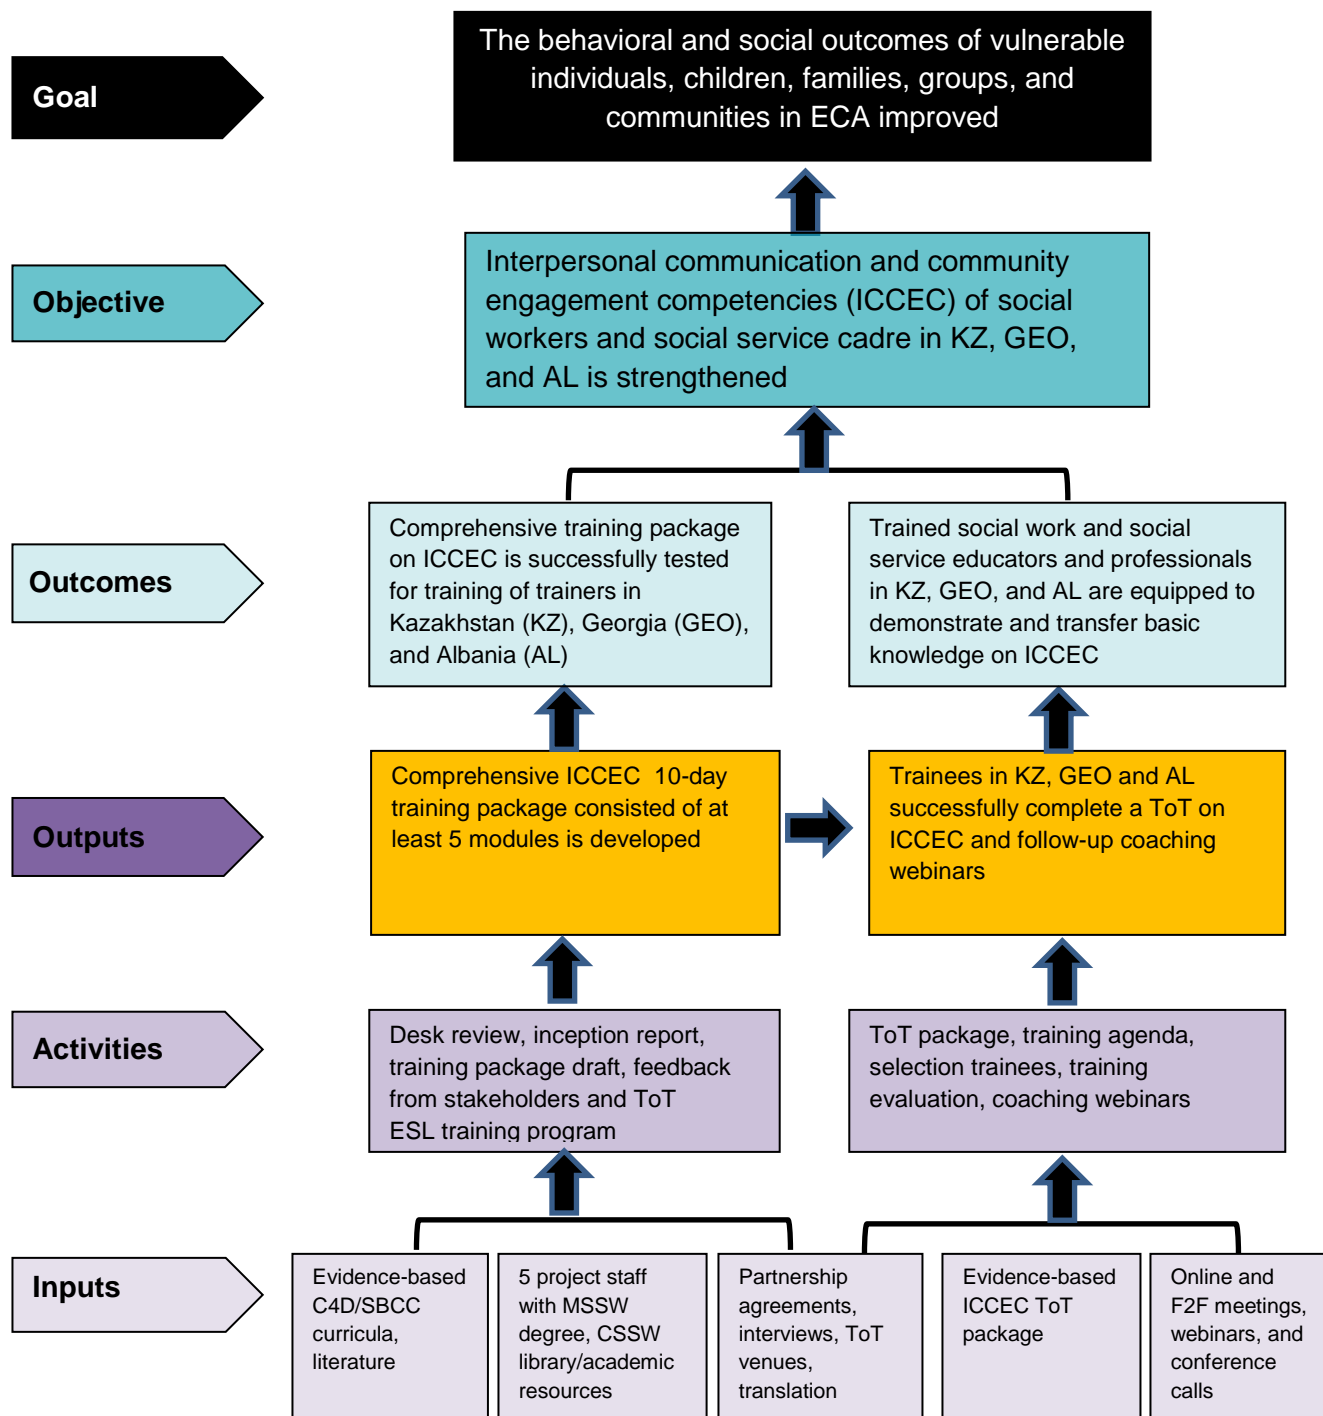 Goal
The behavioral and social outcomes of vulnerable
individuals, children, families, groups, and
communities in ECA improved
Objective
Interpersonal communication and community
engagement competencies (ICCEC) of social
workers and social service cadre in KZ, GEO,
and AL is strengthened
Outcomes
Comprehensive training package
on ICCEC is successfully tested
for training of trainers in
Kazakhstan (KZ), Georgia (GEO),
and Albania (AL)
Trained social work and social
service educators and professionals
in KZ, GEO, and AL are equipped to
demonstrate and transfer basic
knowledge on ICCEC
Outputs
Comprehensive ICCEC 10-day
training package consisted of at
least 5 modules is developed
Trainees in KZ, GEO and AL
successfully complete a ToT on
ICCEC and follow-up coaching
webinars
Activities
Desk review, inception report,
training package draft, feedback
from stakeholders and ToT
ESL training program
ToT package, training agenda,
selection trainees, training
evaluation, coaching webinars
Inputs
Evidence-based
C4D/SBCC
curricula,
literature
5 project staff
with MSSW
degree, CSSW
library/academic
resources
Partnership
agreements,
interviews, ToT
venues,
translation
Evidence-based
ICCEC ToT
package
Online and
F2F meetings,
webinars, and
conference
calls